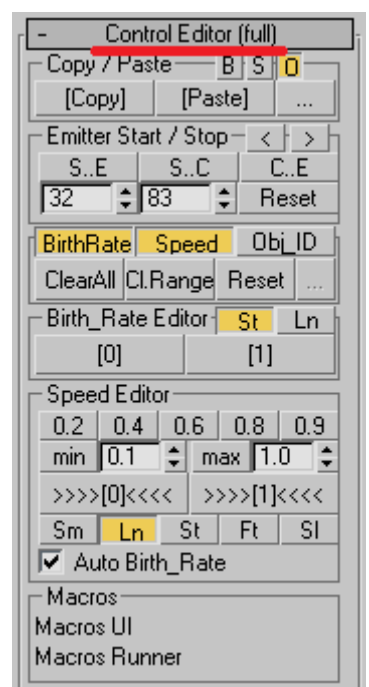 - Control Editor (full)
Copy / Paste B S O
[Copy] [Paste] ...
Emitter Start / Stop < >
S..E S..C C..E
32 83 Reset
BirthRate Speed Obj_ID
ClearAll Cl.Range Reset ...
Birth_Rate Editor St Ln
[0] [1]
Speed Editor
0.2 0.4 0.6 0.8 0.9
min 0.1 max 1.0
>>>>[0]<<<< >>>>[1]<<<<
Sm Ln St Ft Sl
Auto Birth_Rate
Macros
Macros UI
Macros Runner